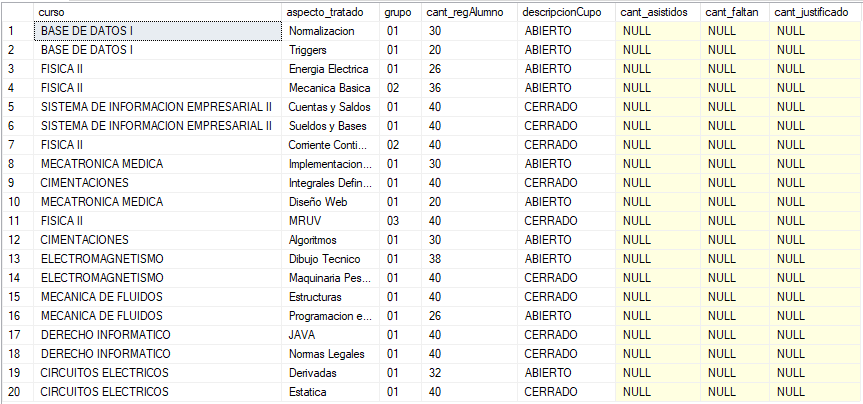 curso aspecto_tratado grupo cant_regAlumno descripcionCupo cant_asistidos cant_faltan cant_justificado
1 BASE DE DATOS I Normalizacion 01 30 ABIERTO NULL NULL NULL
2 BASE DE DATOS I Triggers 01 20 ABIERTO NULL NULL NULL
3 FISICA II Energia Electrica 01 26 ABIERTO NULL NULL NULL
4 FISICA II Mecanica Basica 02 36 ABIERTO NULL NULL NULL
5 SISTEMA DE INFORMACION EMPRESARIAL II Cuentas y Saldos 01 40 CERRADO NULL NULL NULL
6 SISTEMA DE INFORMACION EMPRESARIAL II Sueldos y Bases 01 40 CERRADO NULL NULL NULL
7 FISICA II Corriente Conti... 02 40 CERRADO NULL NULL NULL
8 MECATRONICA MEDICA Implementacion... 01 30 ABIERTO NULL NULL NULL
9 CIMENTACIONES Integrales Defin... 01 40 CERRADO NULL NULL NULL
10 MECATRONICA MEDICA Diseño Web 01 20 ABIERTO NULL NULL NULL
11 FISICA II MRUV 03 40 CERRADO NULL NULL NULL
12 CIMENTACIONES Algoritmos 01 30 ABIERTO NULL NULL NULL
13 ELECTROMAGNETISMO Dibujo Tecnico 01 38 ABIERTO NULL NULL NULL
14 ELECTROMAGNETISMO Maquinaria Pes... 01 40 CERRADO NULL NULL NULL
15 MECANICA DE FLUIDOS Estructuras 01 40 CERRADO NULL NULL NULL
16 MECANICA DE FLUIDOS Programacion e... 01 26 ABIERTO NULL NULL NULL
17 DERECHO INFORMATICO JAVA 01 40 CERRADO NULL NULL NULL
18 DERECHO INFORMATICO Normas Legales 01 40 CERRADO NULL NULL NULL
19 CIRCUITOS ELECTRICOS Derivadas 01 32 ABIERTO NULL NULL NULL
20 CIRCUITOS ELECTRICOS Estatica 01 40 CERRADO NULL NULL NULL